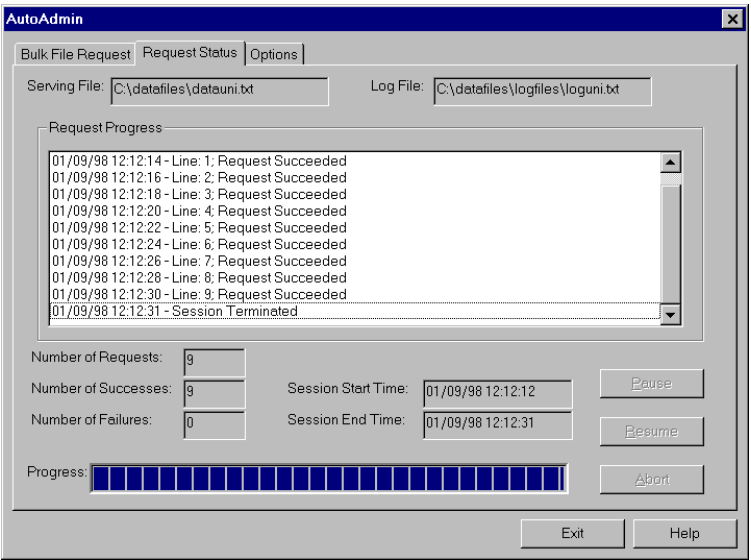 AutoAdmin
Bulk File Request Request Status Options
Serving File: C:\datafiles\datauni.txt Log File: C:\datafiles\logfiles\loguni.txt
Request Progress
01/09/98 12:12:14 - Line: 1; Request Succeeded
01/09/98 12:12:16 - Line: 2; Request Succeeded
01/09/98 12:12:18 - Line: 3; Request Succeeded
01/09/98 12:12:20 - Line: 4; Request Succeeded
01/09/98 12:12:22 - Line: 5; Request Succeeded
01/09/98 12:12:24 - Line: 6; Request Succeeded
01/09/98 12:12:26 - Line: 7; Request Succeeded
01/09/98 12:12:28 - Line: 8; Request Succeeded
01/09/98 12:12:30 - Line: 9; Request Succeeded
01/09/98 12:12:31 - Session Terminated
Number of Requests: 9
Number of Successes: 9 Session Start Time: 01/09/98 12:12:12 Pause
Number of Failures: 0 Session End Time: 01/09/98 12:12:31 Resume
Progress: Abort
Exit Help